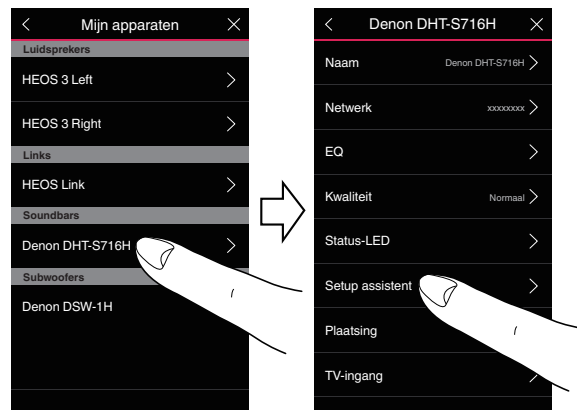 Mijn apparaten
Luidsprekers
HEOS 3 Left
HEOS 3 Right
Links
HEOS Link
Soundbars
Denon DHT-S716H
Subwoofers
Denon DSW-1H
Denon DHT-S716H
Naam Denon DHT-S716H
Netwerk xxxxxxxx
EQ
Kwaliteit Normaal
Status-LED
Setup assistent
Plaatsing
TV-ingang